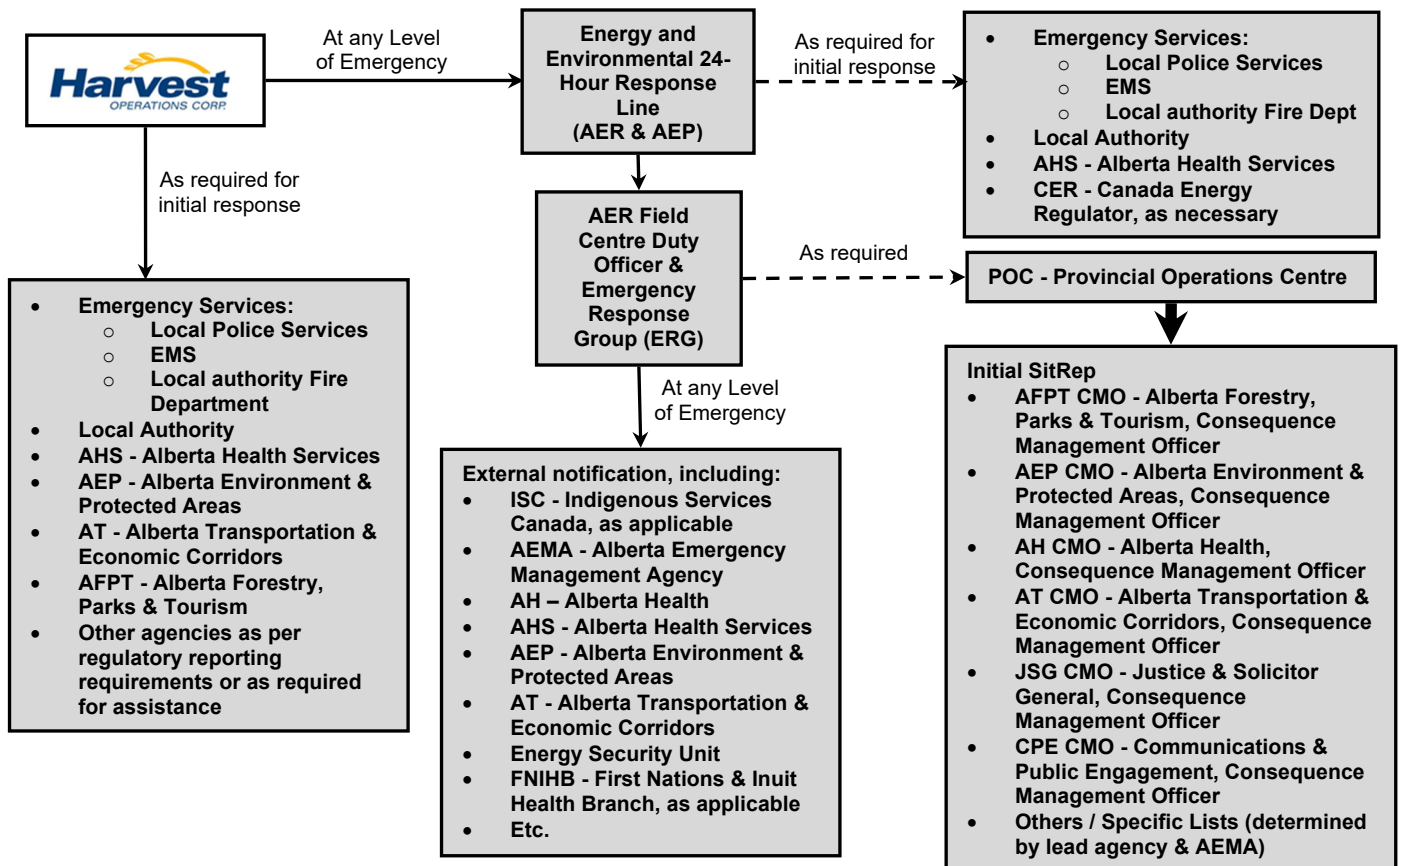 Harvest
OPERATIONS CORP.
At any Level
of Emergency
Energy and
Environmental 24-
Hour Response
Line
(AER & AEP)
As required for
initial response
• Emergency Services:
o Local Police Services
o EMS
o Local authority Fire Dept
• Local Authority
• AHS - Alberta Health Services
• CER - Canada Energy
Regulator, as necessary
As required for
initial response
AER Field
Centre Duty
Officer &
Emergency
Response
Group (ERG)
As required
POC - Provincial Operations Centre
• Emergency Services:
o Local Police Services
o EMS
o Local authority Fire
Department
• Local Authority
• AHS - Alberta Health Services
• AEP - Alberta Environment &
Protected Areas
• AT - Alberta Transportation &
Economic Corridors
• AFPT - Alberta Forestry,
Parks & Tourism
• Other agencies as per
regulatory reporting
requirements or as required
for assistance
At any Level
of Emergency
External notification, including:
• ISC - Indigenous Services
Canada, as applicable
• AEMA - Alberta Emergency
Management Agency
• AH – Alberta Health
• AHS - Alberta Health Services
• AEP - Alberta Environment &
Protected Areas
• AT - Alberta Transportation &
Economic Corridors
• Energy Security Unit
• FNIHB - First Nations & Inuit
Health Branch, as applicable
• Etc.
Initial SitRep
• AFPT CMO - Alberta Forestry,
Parks & Tourism, Consequence
Management Officer
• AEP CMO - Alberta Environment &
Protected Areas, Consequence
Management Officer
• AH CMO - Alberta Health,
Consequence Management Officer
• AT CMO - Alberta Transportation &
Economic Corridors, Consequence
Management Officer
• JSG CMO - Justice & Solicitor
General, Consequence
Management Officer
• CPE CMO - Communications &
Public Engagement, Consequence
Management Officer
• Others / Specific Lists (determined
by lead agency & AEMA)